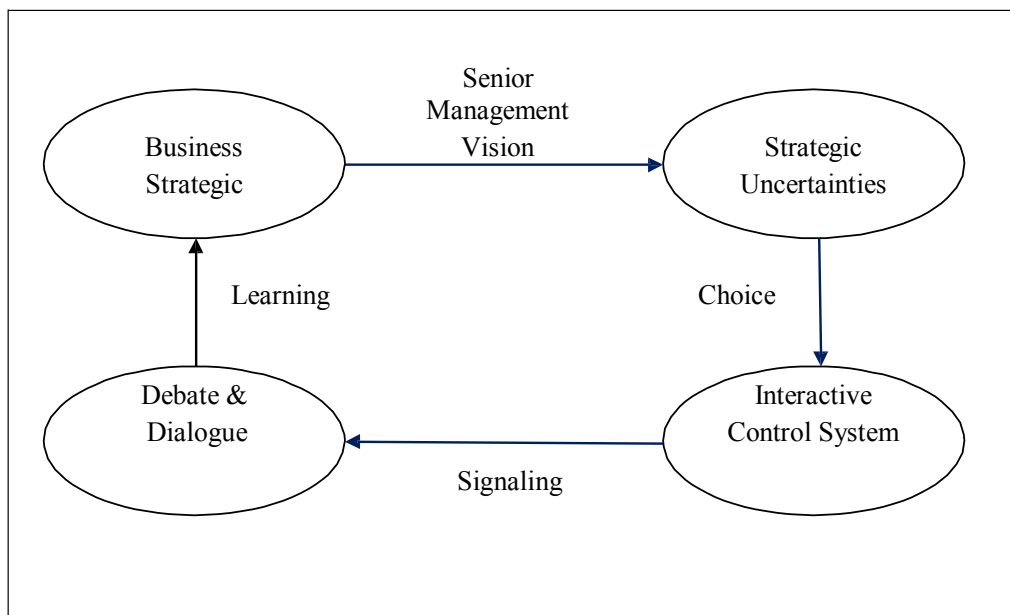 Senior
Management
Vision
Business
Strategic
Strategic
Uncertainties
Learning
Choice
Debate &
Dialogue
Interactive
Control System
Signaling